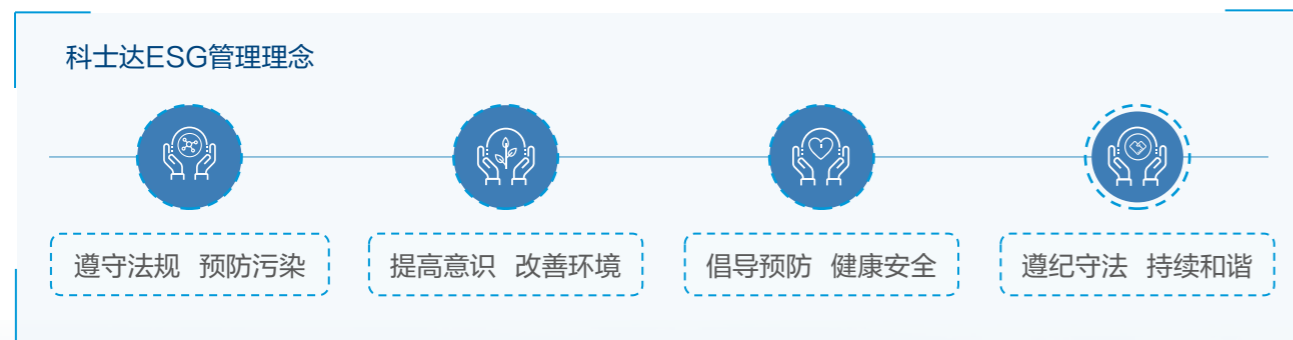 科士达ESG管理理念
遵守法规 预防污染
提高意识 改善环境
倡导预防 健康安全
遵纪守法 持续和谐